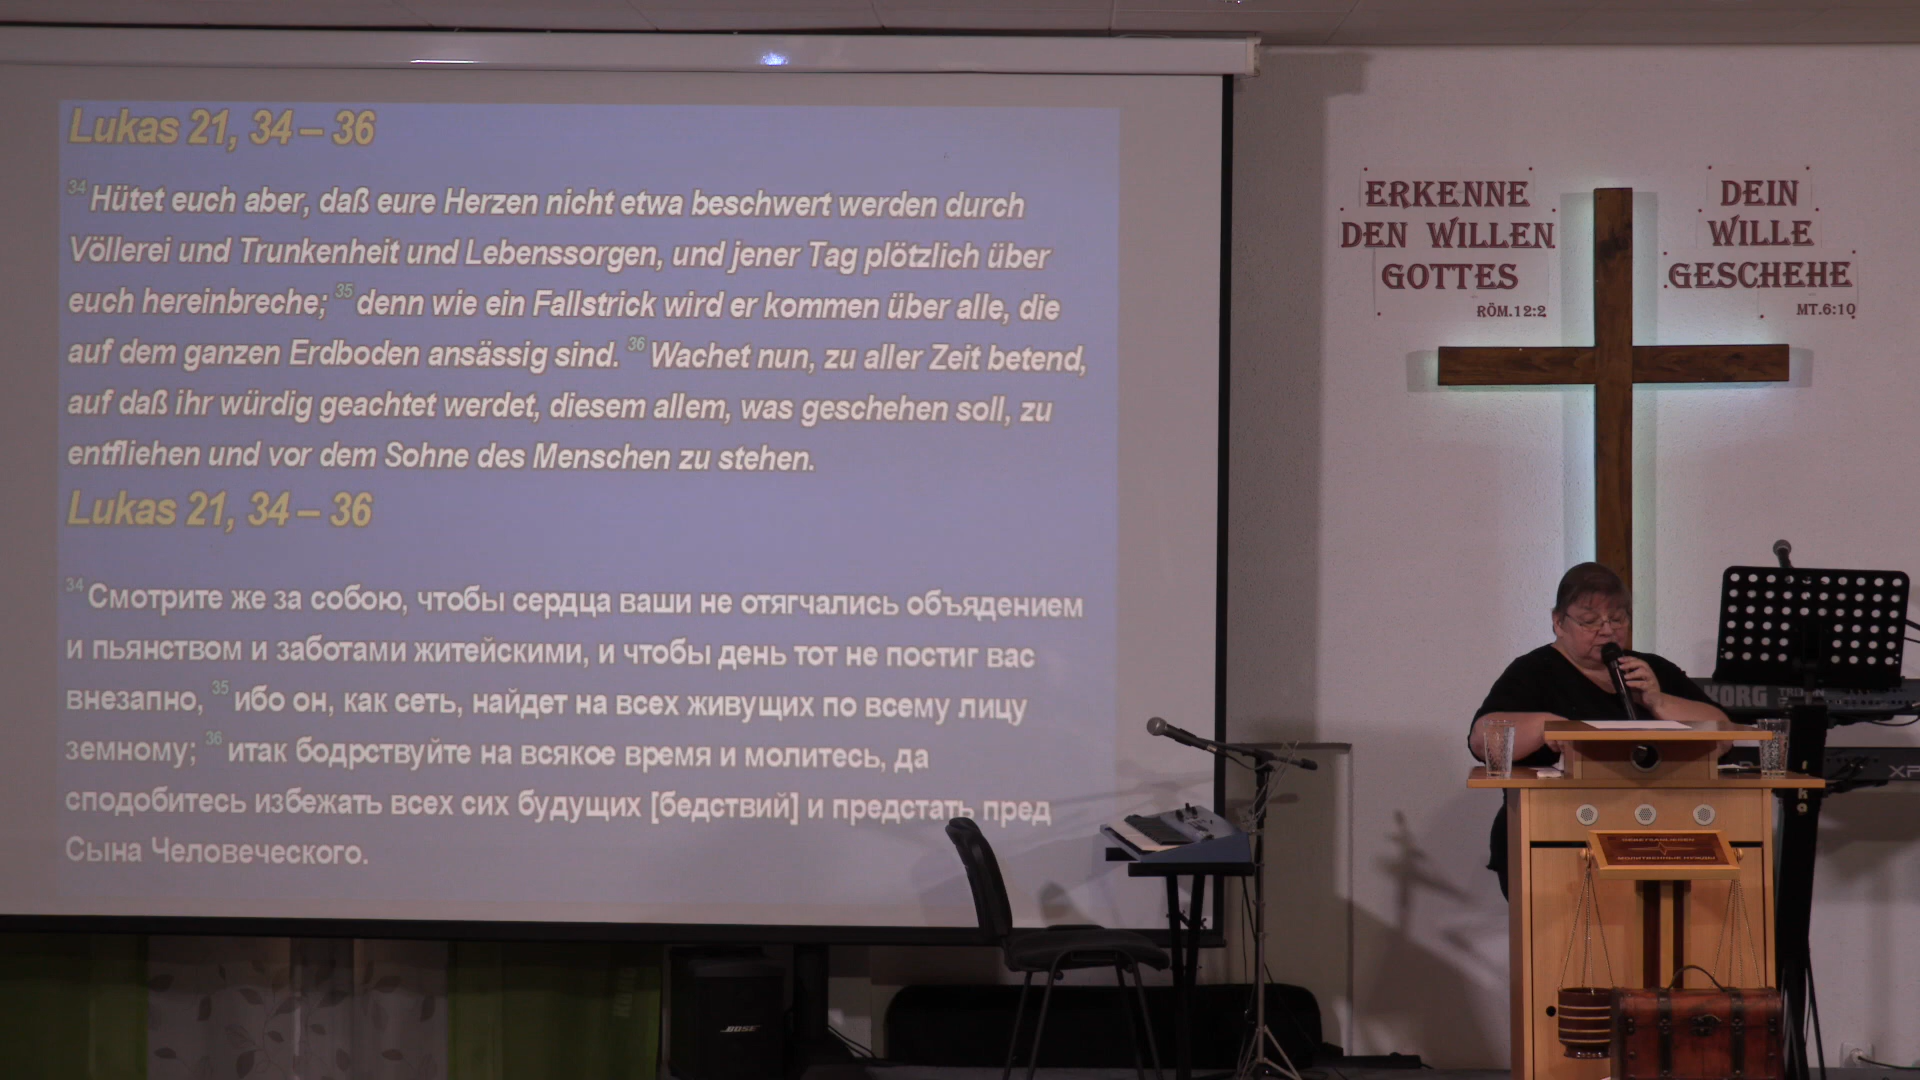 Lukas 21, 34 – 36
34 Hütet euch aber, daß eure Herzen nicht etwa beschwert werden durch
Völlerei und Trunkenheit und Lebenssorgen, und jener Tag plötzlich über
euch hereinbreche; 35 denn wie ein Fallstrick wird er kommen über alle, die
auf dem ganzen Erdboden ansässig sind. 36 Wachet nun, zu aller Zeit betend,
auf daß ihr würdig geachtet werdet, diesem allem, was geschehen soll, zu
entfliehen und vor dem Sohne des Menschen zu stehen.
Lukas 21, 34 – 36
34 Смотрите же за собою, чтобы сердца ваши не отягчались объядением
и пьянством и заботами житейскими, и чтобы день тот не постиг вас
внезапно, 35 ибо он, как сеть, найдет на всех живущих по всему лицу
земному; 36 итак бодрствуйте на всякое время и молитесь, да
сподобитесь избежать всех сих будущих [бедствий] и предстать пред
Сына Человеческого.
ERKENNE
DEN WILLEN
GOTTES
RÖM.12:2
DEIN
WILLE
GESCHEHE
MT.6:10
KORG
XP
МОЛИТВЕННЫЕ НУЖДЫ
BOSE